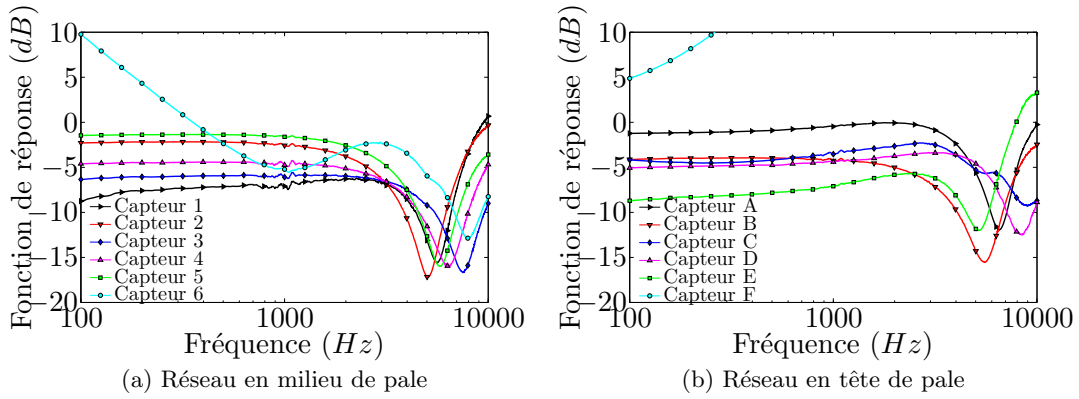 10
5
0
−5
−10
−15
−20
100
1000
10000
Fonction de réponse (dB)
Fréquence (Hz)
Capteur 1
Capteur 2
Capteur 3
Capteur 4
Capteur 5
Capteur 6
(a) Réseau en milieu de pale
10
5
0
−5
−10
−15
−20
100
1000
10000
Fonction de réponse (dB)
Fréquence (Hz)
Capteur A
Capteur B
Capteur C
Capteur D
Capteur E
Capteur F
(b) Réseau en tête de pale